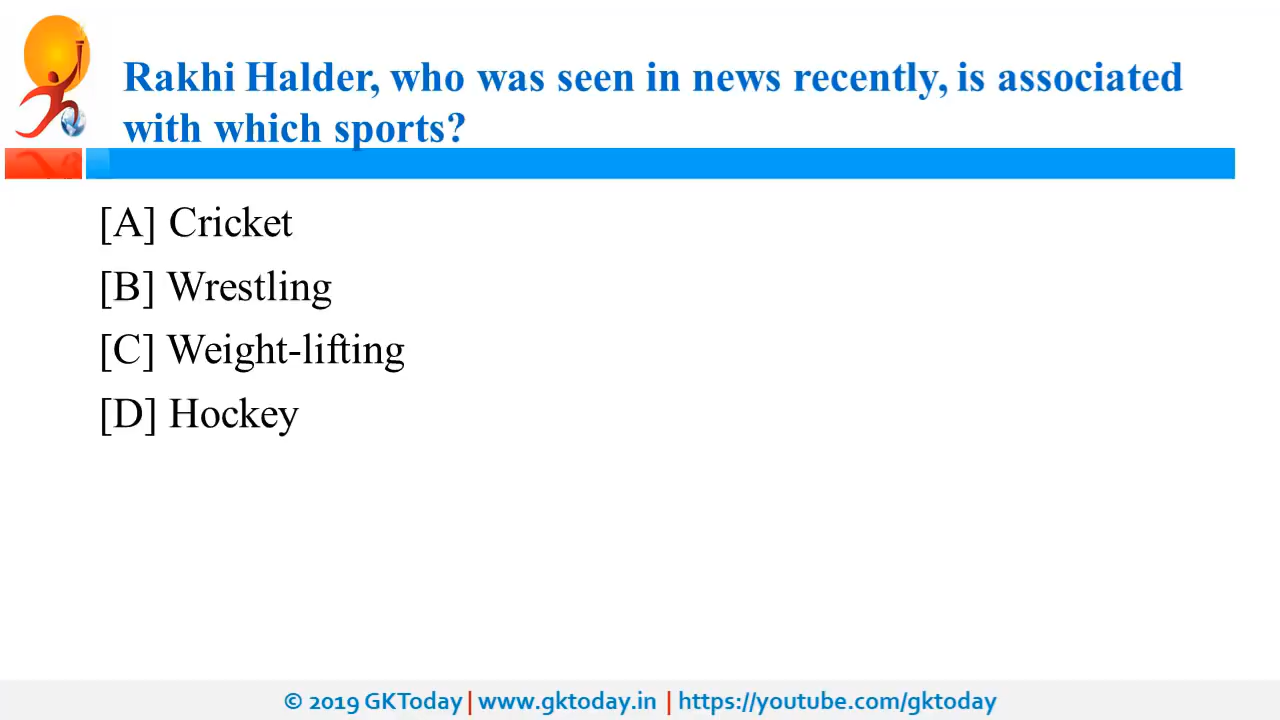 Rakhi Halder, who was seen in news recently, is associated
with which sports?
[A] Cricket
[B] Wrestling
[C] Weight-lifting
[D] Hockey
© 2019 GKToday | www.gktoday.in | https://youtube.com/gktoday